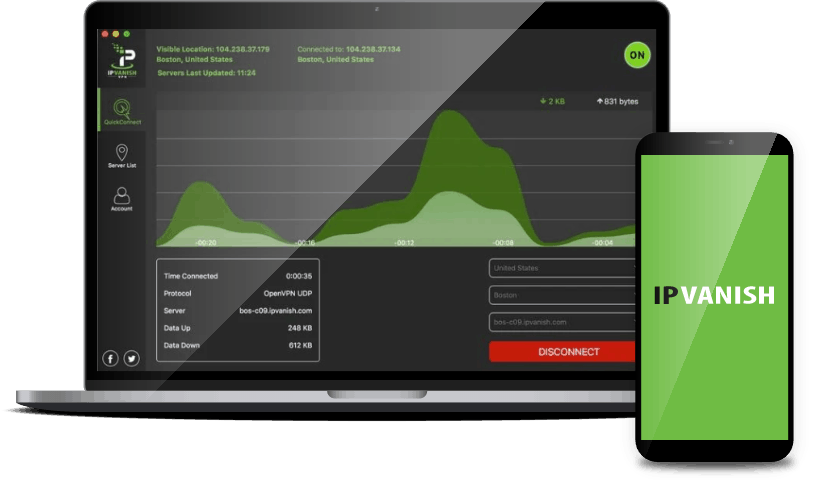 Visible Location: 104.238.37.179
Boston, United States
Servers Last Updated: 11:24
Connected to: 104.238.37.134
Boston, United States
ON
IP
IPVANISH
VPN
QuickConnect
Server List
Account
2 KB
831 bytes
-00:20
-00:16
-00:13
-00:08
-00:04
Time Connected 0:00:35
Protocol OpenVPN UDP
Server bos-c09.ipvanish.com
Data Up 248 KB
Data Down 612 KB
United States
Boston
bos-c09.ipvanish.com
DISCONNECT
IPVANISH